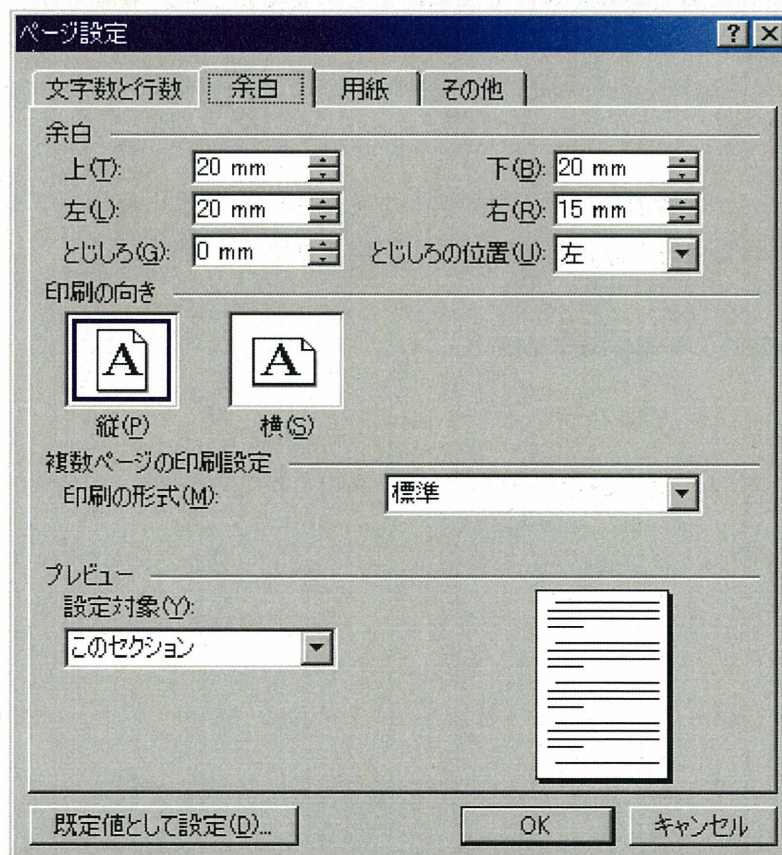 ページ設定
文字数と行数 余白 用紙 その他
余白
上(T): 20 mm 下(B): 20 mm
左(L): 20 mm 右(R): 15 mm
とじしろ(G): 0 mm とじしろの位置(U): 左
印刷の向き
A A
縦(P) 横(S)
複数ページの印刷設定
印刷の形式(M): 標準
プレビュー
設定対象(Y):
このセクション
既定値として設定(D)... OK キャンセル